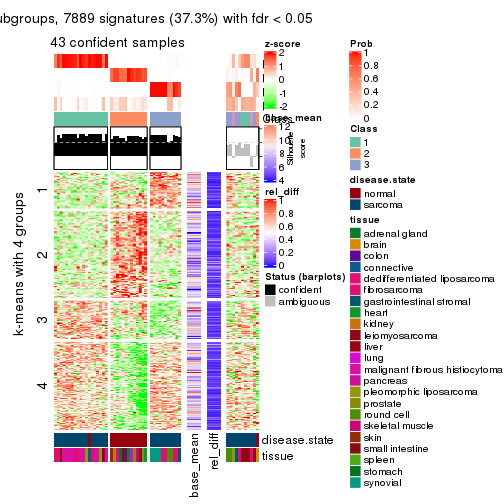 ubgroups, 7889 signatures (37.3%) with fdr < 0.05
43 confident samples
k-means with 4 groups
1
2
3
4
Class
Silhouette
score
base_mean
rel_diff
disease.state
tissue
z-score
2
1
0
-1
-2
base_mean
12
10
8
6
4
rel_diff
1
0.8
0.6
0.4
0.2
0
Status (barplots)
confident
ambiguous
Prob
1
0.8
0.6
0.4
0.2
0
Class
1
2
3
disease.state
normal
sarcoma
tissue
adrenal gland
brain
colon
connective
dedifferentiated liposarcoma
fibrosarcoma
gastrointestinal stromal
heart
kidney
leiomyosarcoma
liver
lung
malignant fibrous histiocytoma
pancreas
pleomorphic liposarcoma
prostate
round cell
skeletal muscle
skin
small intestine
spleen
stomach
synovial